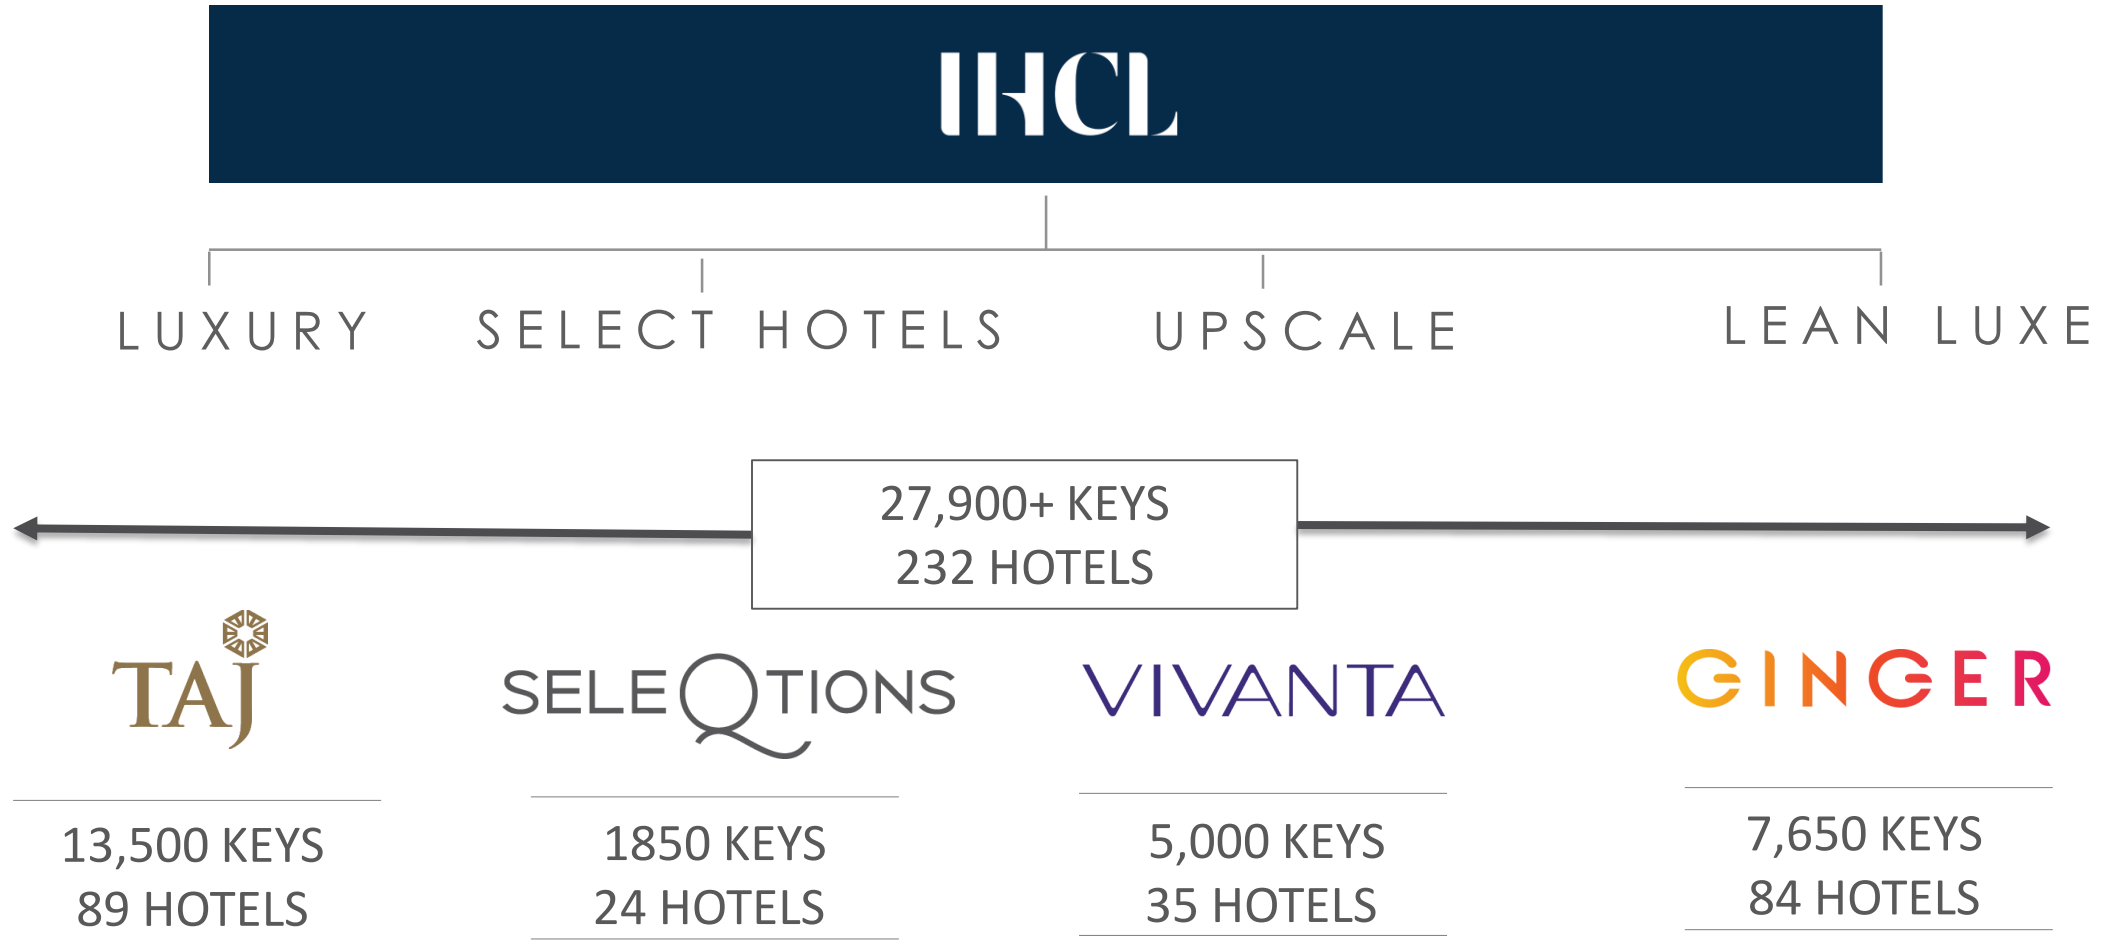 IHCL
LUXURY
SELECT HOTELS
UPSCALE
LEAN LUXE
27,900+ KEYS
232 HOTELS
TAJ
SELEQTIONS
VIVANTA
GINGER
13,500 KEYS
89 HOTELS
1850 KEYS
24 HOTELS
5,000 KEYS
35 HOTELS
7,650 KEYS
84 HOTELS